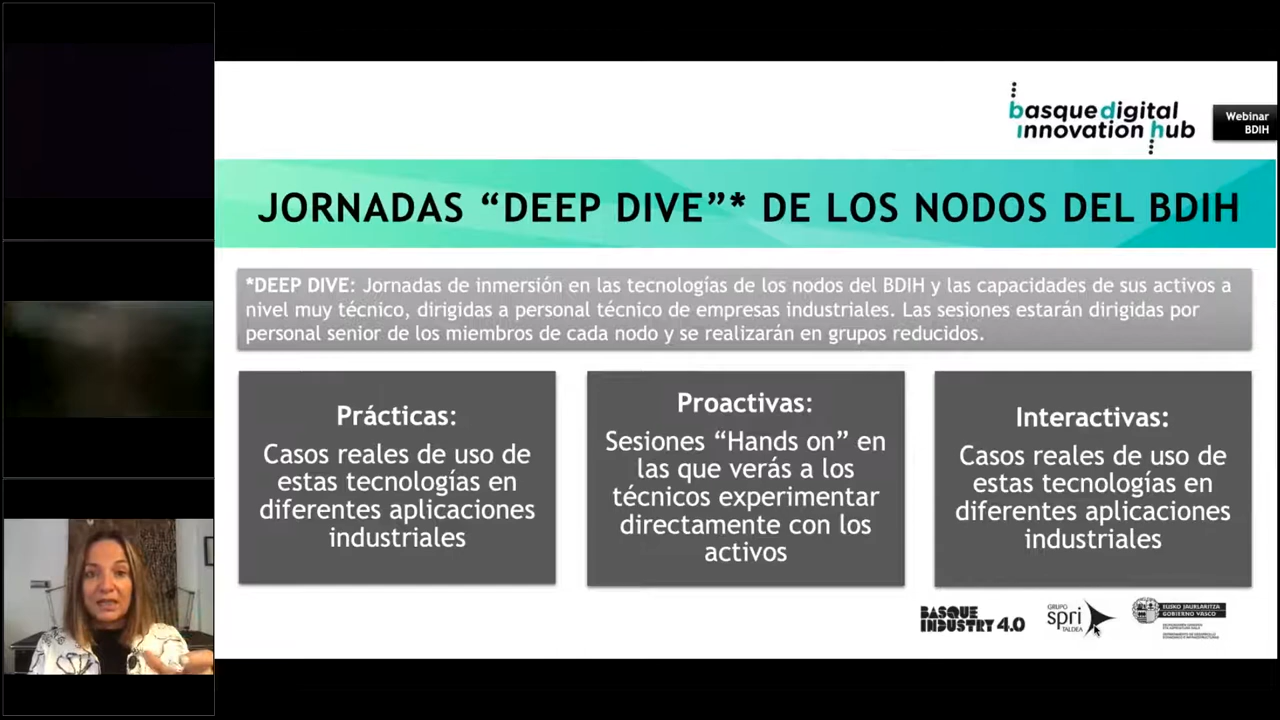 basque digital
innovation hub
Webinar
BDIH
JORNADAS “DEEP DIVE”* DE LOS NODOS DEL BDIH
*DEEP DIVE: Jornadas de inmersión en las tecnologías de los nodos del BDIH y las capacidades de sus activos a
nivel muy técnico, dirigidas a personal técnico de empresas industriales. Las sesiones estarán dirigidas por
personal senior de los miembros de cada nodo y se realizarán en grupos reducidos.
Prácticas:
Casos reales de uso de
estas tecnologías en
diferentes aplicaciones
industriales
Proactivas:
Sesiones “Hands on” en
las que verás a los
técnicos experimentar
directamente con los
activos
Interactivas:
Casos reales de uso de
estas tecnologías en
diferentes aplicaciones
industriales
BASQUE
INDUSTRY 4.0
GRUPO
spri
TALDEA
EUSKO JAURLARITZA
GOBIERNO VASCO